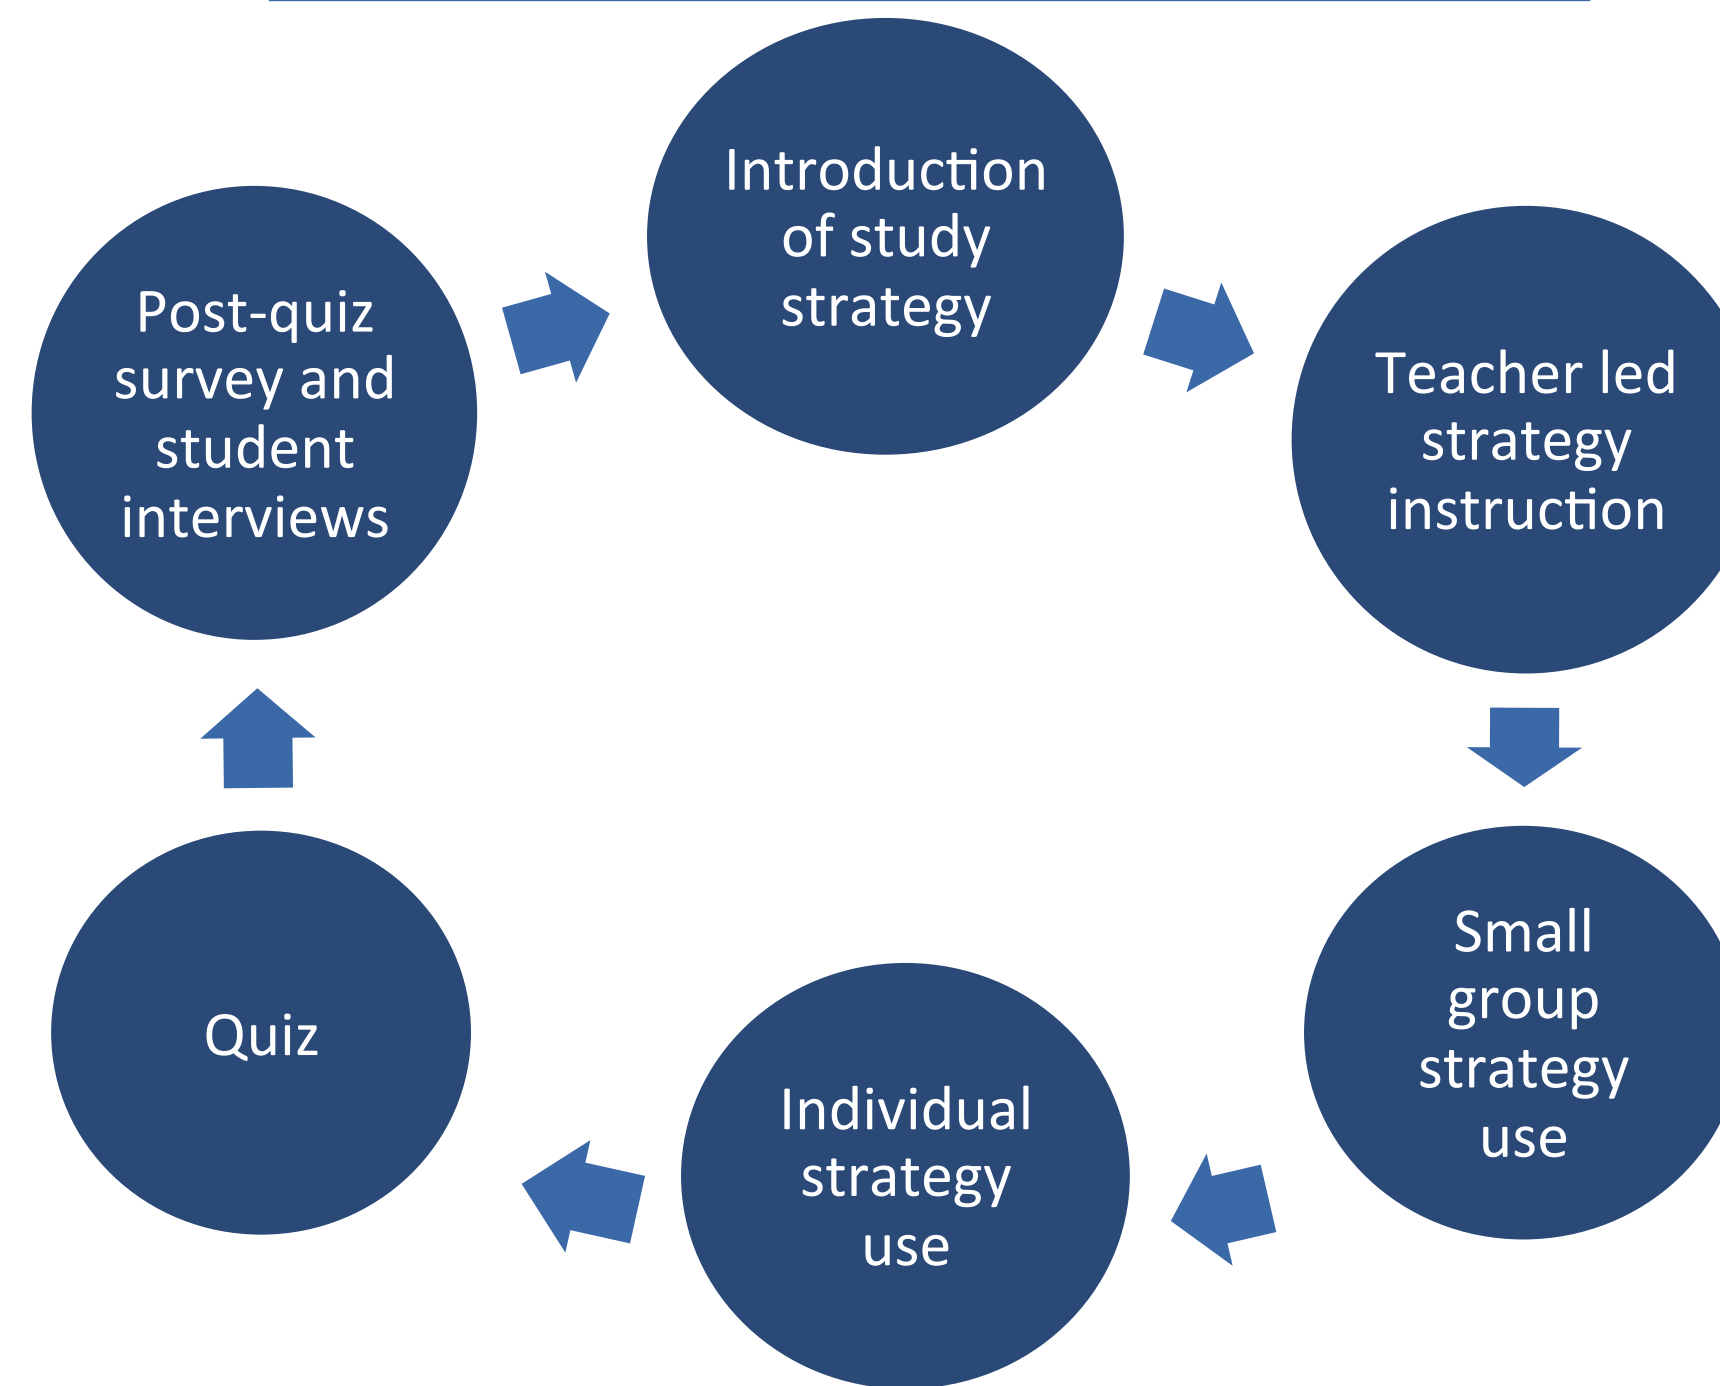 Introduction
of study
strategy
Teacher led
strategy
instruction
Small
group
strategy
use
Individual
strategy
use
Quiz
Post-quiz
survey and
student
interviews